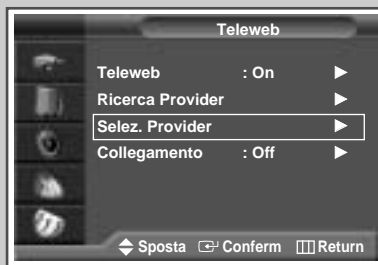 Teleweb
Teleweb : On
Ricerca Provider
Selez. Provider
Collegamento : Off
Sposta Conferm Return